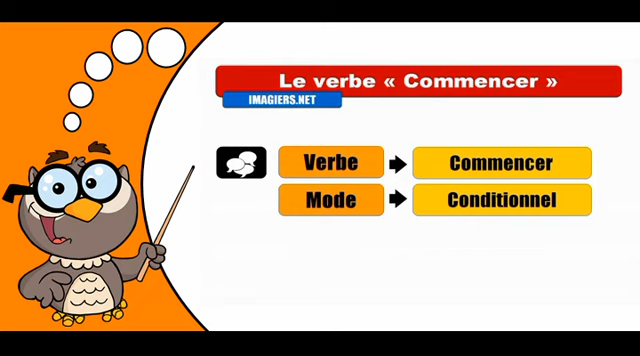 Le verbe « Commencer »
IMAGIERS.NET
Verbe Commencer
Mode Conditionnel